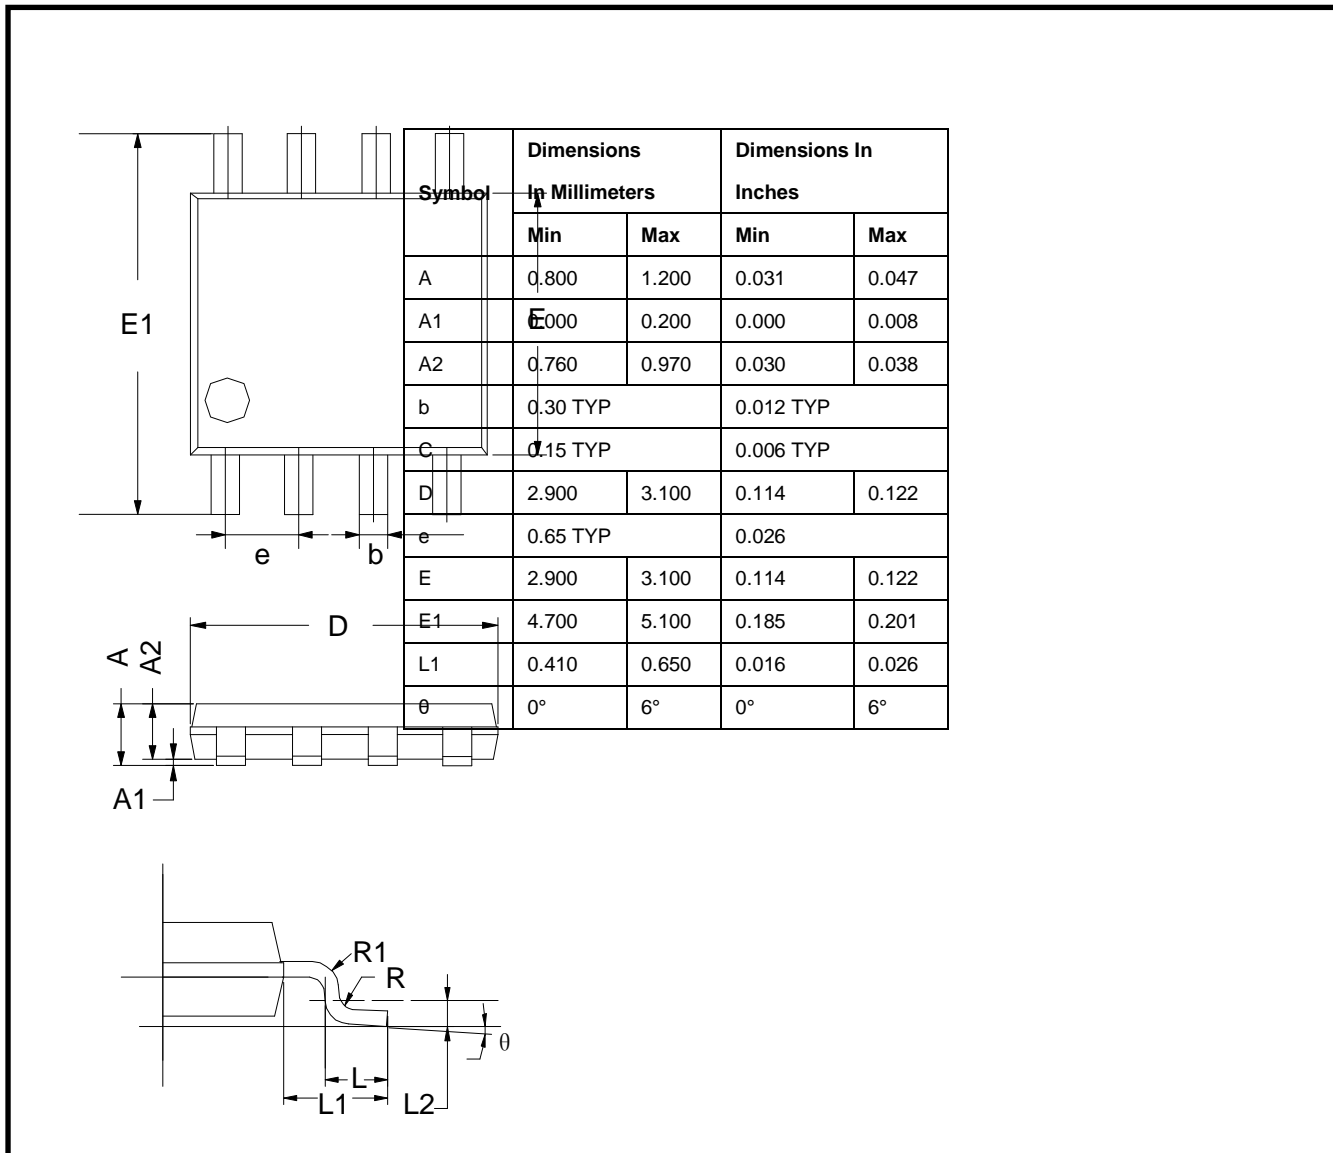 Dimensions Dimensions In
Symbol In Millimeters Inches
Min Max Min Max
A 0.800 1.200 0.031 0.047
A1 0.000 0.200 0.000 0.008
A2 0.760 0.970 0.030 0.038
b 0.30 TYP 0.012 TYP
C 0.15 TYP 0.006 TYP
D 2.900 3.100 0.114 0.122
e 0.65 TYP 0.026
E 2.900 3.100 0.114 0.122
E1 4.700 5.100 0.185 0.201
L1 0.410 0.650 0.016 0.026
θ 0° 6° 0° 6°
E1
E
e
b
D
A
A2
A1
R1
R
θ
L
L1
L2